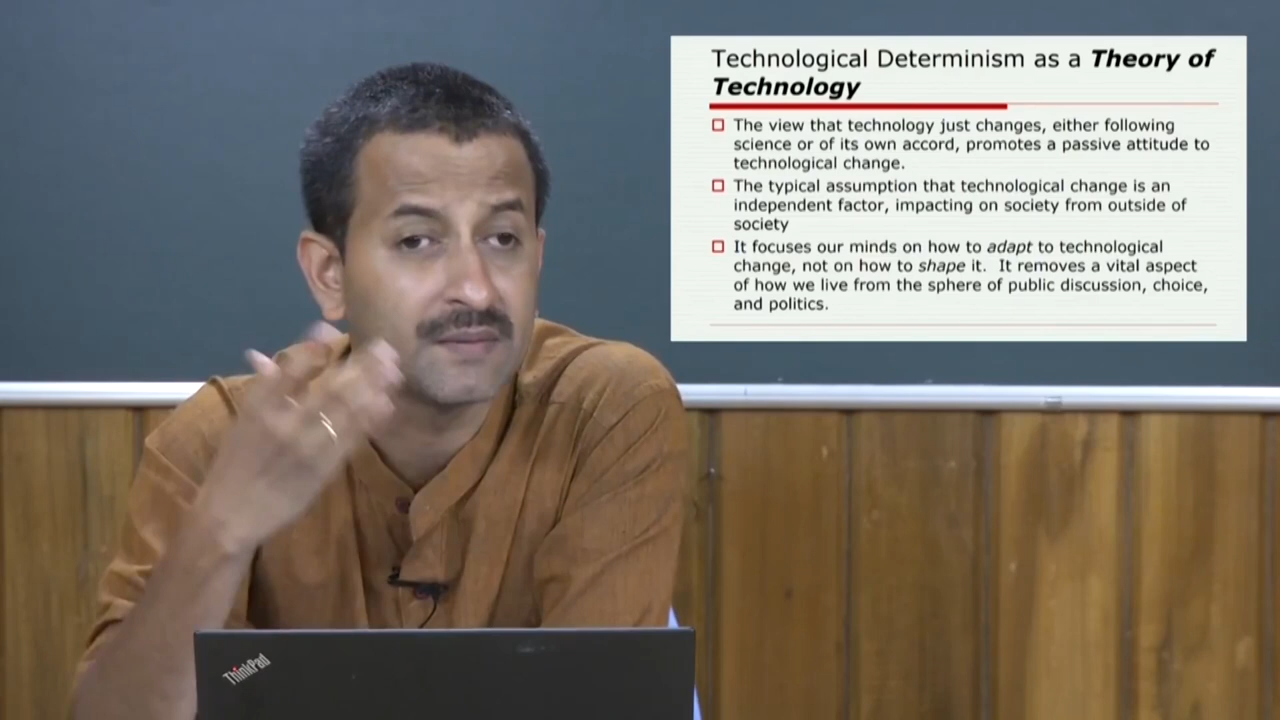 Technological Determinism as a Theory of
Technology
The view that technology just changes, either following
science or of its own accord, promotes a passive attitude to
technological change.
The typical assumption that technological change is an
independent factor, impacting on society from outside of
society
It focuses our minds on how to adapt to technological
change, not on how to shape it. It removes a vital aspect
of how we live from the sphere of public discussion, choice,
and politics.
ThinkPad